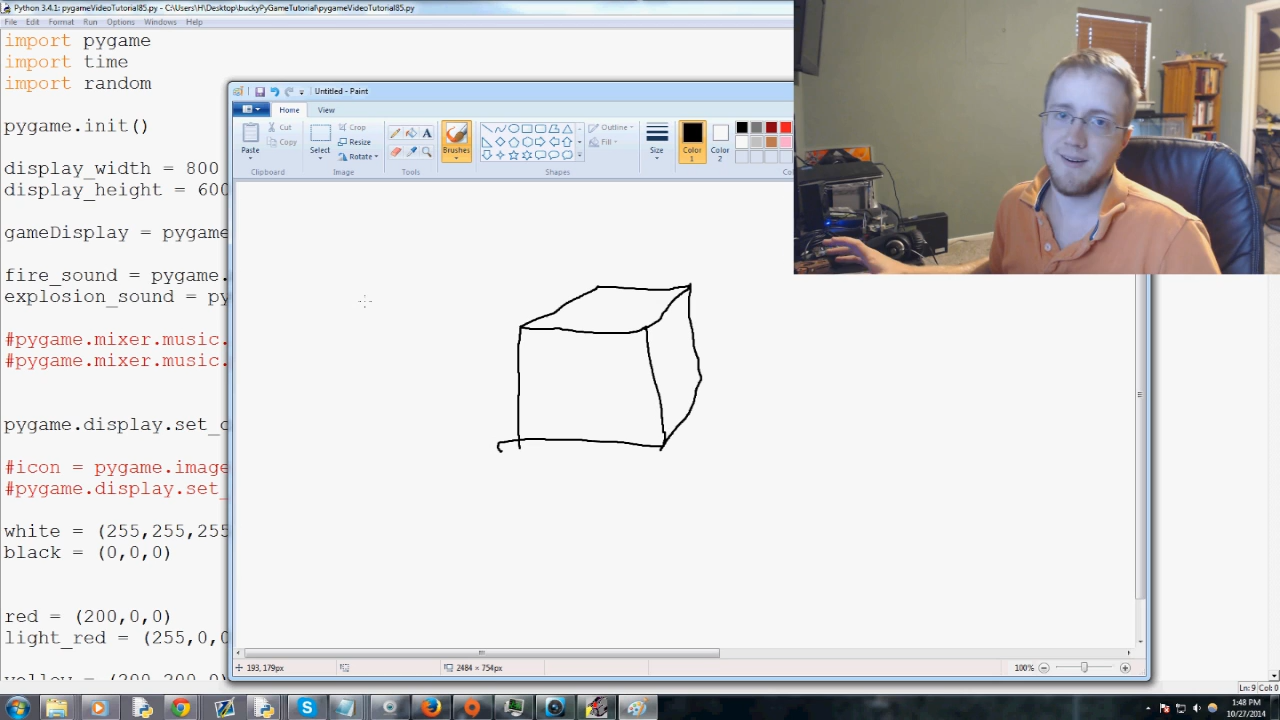 Python 3.4.1: pygameVideoTutorial85.py - C:\Users\H\Desktop\buckyPyGameTutorial\pygameVideoTutorial85.py
File Edit Format Run Options Windows Help
import pygame
import time
import random
pygame.init()
display_width = 800
display_height = 600
gameDisplay = pygame
fire_sound = pygame.
explosion_sound = py
#pygame.mixer.music.
#pygame.mixer.music.
pygame.display.set_c
#icon = pygame.image
#pygame.display.set_
white = (255,255,255
black = (0,0,0)
red = (200,0,0)
light_red = (255,0,0
yellow = (200,200,0)
Untitled - Paint
Home View
Paste
Cut
Copy
Clipboard
Select
Crop
Resize
Rotate
Image
A
Tools
Brushes
Shapes
Outline
Fill
Size
Color 1
Color 2
193, 179px
2484 × 754px
100%
Ln: 9 Col: 0
1:48 PM
10/27/2014